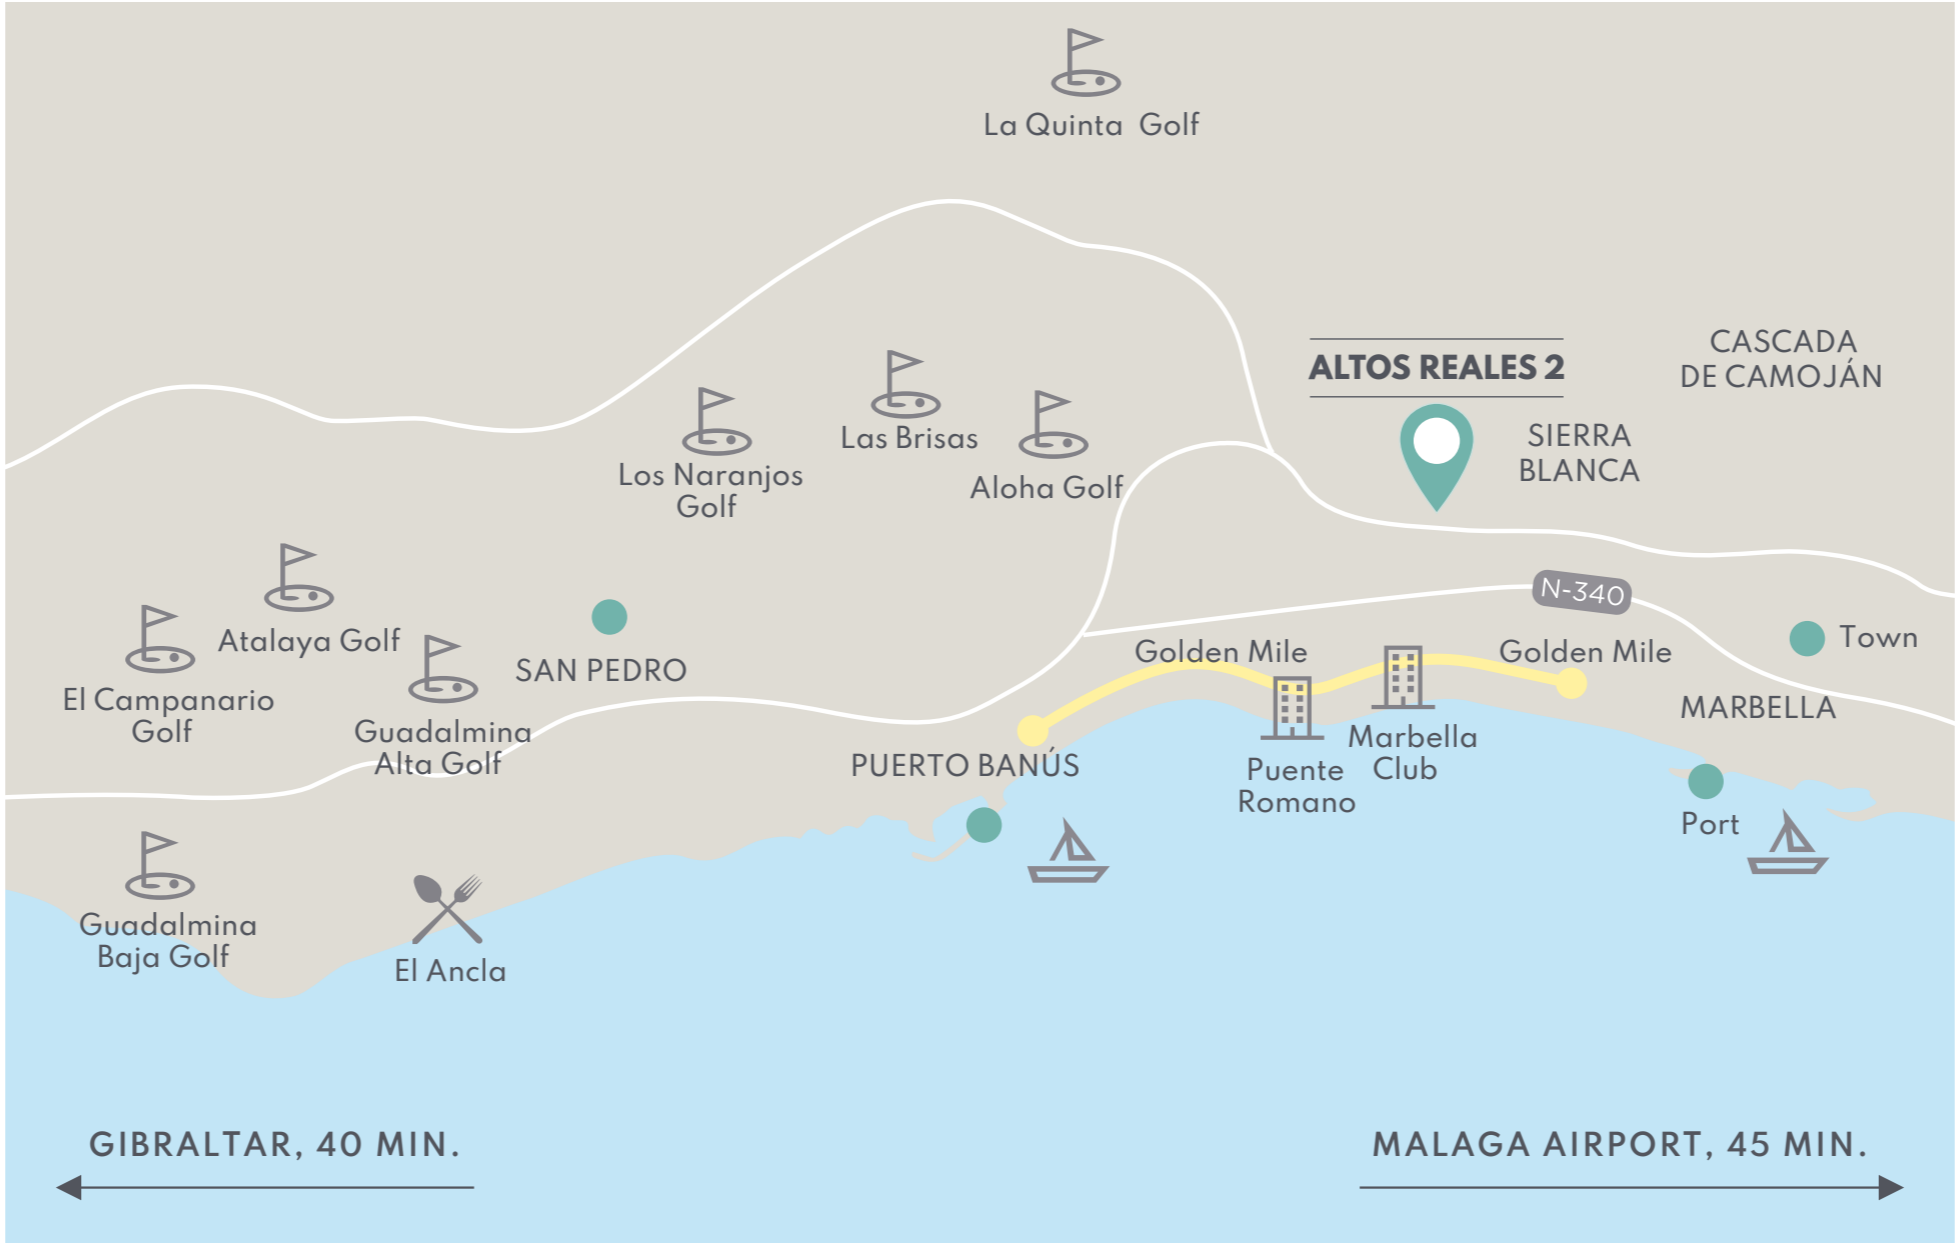 La Quinta Golf
ALTOS REALES 2
CASCADA
DE CAMOJÁN
SIERRA
BLANCA
Las Brisas
Los Naranjos
Golf
Aloha Golf
Atalaya Golf
El Campanario
Golf
Guadalmina
Alta Golf
SAN PEDRO
N-340
Golden Mile
Golden Mile
Town
MARBELLA
PUERTO BANÚS
Puente
Romano
Marbella
Club
Port
Guadalmina
Baja Golf
El Ancla
GIBRALTAR, 40 MIN.
MALAGA AIRPORT, 45 MIN.